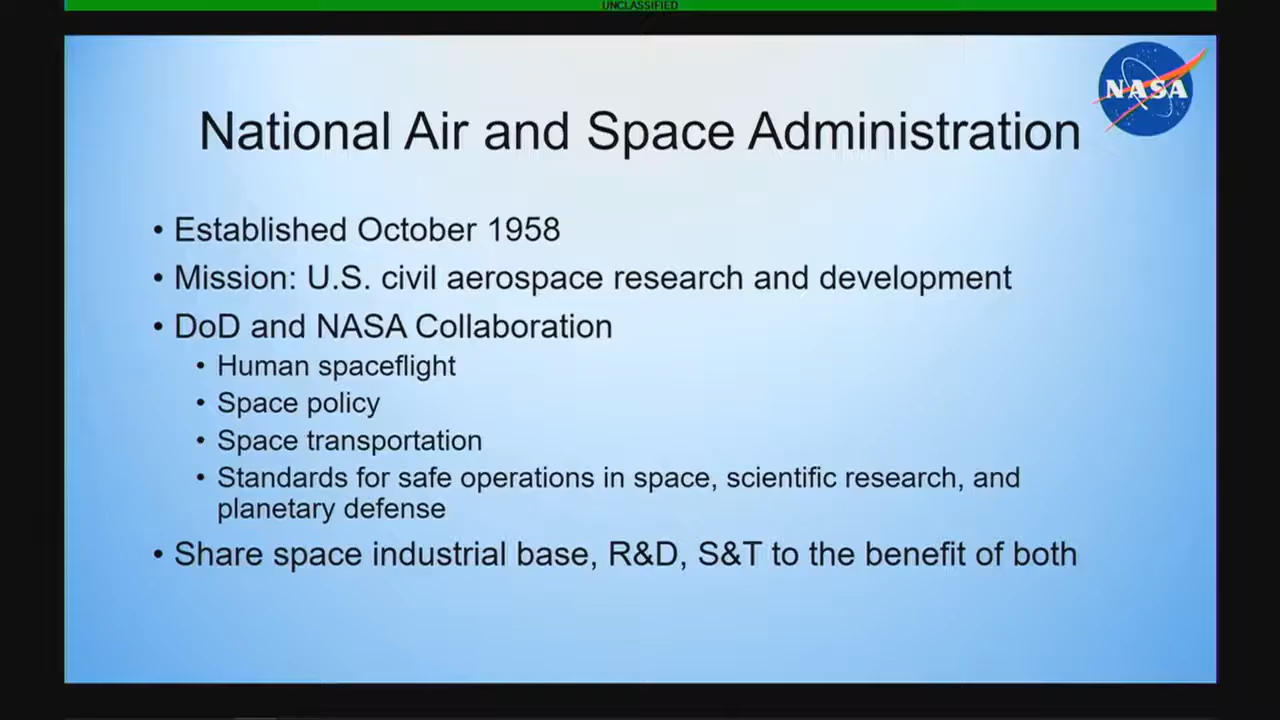 UNCLASSIFIED
NASA
National Air and Space Administration
• Established October 1958
• Mission: U.S. civil aerospace research and development
• DoD and NASA Collaboration
• Human spaceflight
• Space policy
• Space transportation
• Standards for safe operations in space, scientific research, and
planetary defense
• Share space industrial base, R&D, S&T to the benefit of both